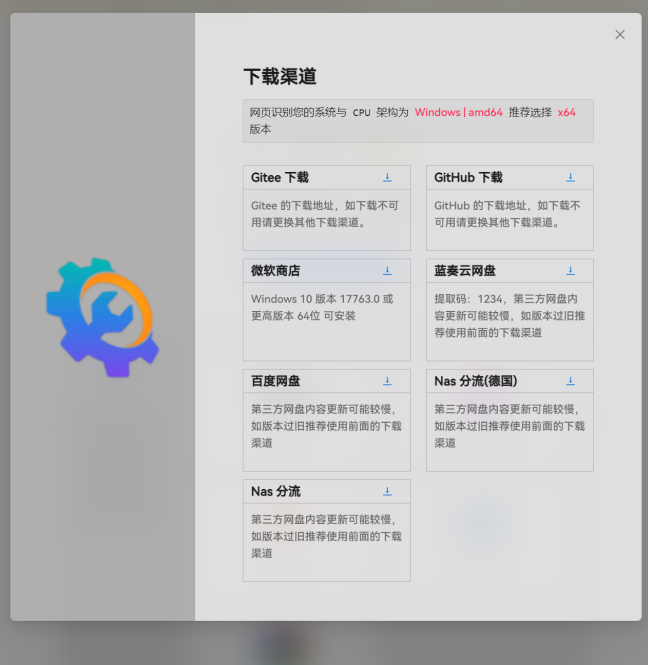 下载渠道
网页识别您的系统与 CPU 架构为 Windows | amd64 推荐选择 x64
版本
Gitee 下载
Gitee 的下载地址，如下载不可
用请更换其他下载渠道。
GitHub 下载
GitHub 的下载地址，如下载不
可用请更换其他下载渠道。
微软商店
Windows 10 版本 17763.0 或
更高版本 64位 可安装
蓝奏云网盘
提取码：1234，第三方网盘内
容更新可能较慢，如版本过旧推
荐使用前面的下载渠道
百度网盘
第三方网盘内容更新可能较慢，
如版本过旧推荐使用前面的下载
渠道
Nas 分流(德国)
第三方网盘内容更新可能较慢，
如版本过旧推荐使用前面的下载
渠道
Nas 分流
第三方网盘内容更新可能较慢，
如版本过旧推荐使用前面的下载
渠道